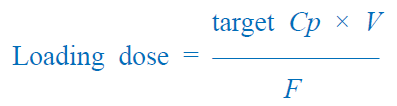 target Cp × V
Loading dose =
F